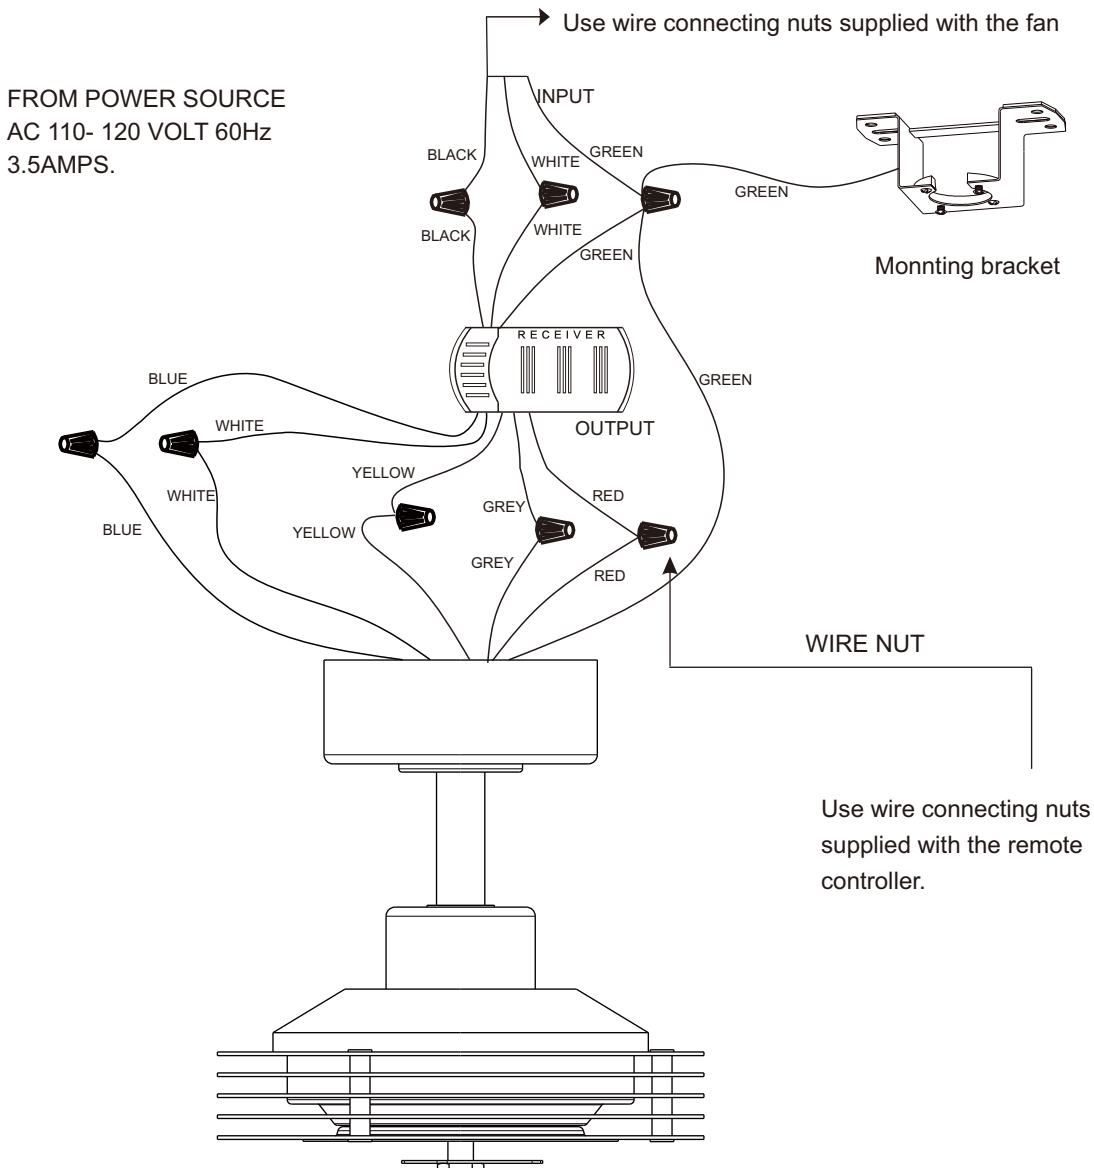 Use wire connecting nuts supplied with the fan
FROM POWER SOURCE
AC 110- 120 VOLT 60Hz
3.5AMPS.
INPUT
BLACK
WHITE
GREEN
GREEN
BLACK
WHITE
GREEN
Monnting bracket
RECEIVER
BLUE
GREEN
WHITE
OUTPUT
YELLOW
WHITE
RED
GREY
BLUE
YELLOW
GREY
RED
WIRE NUT
Use wire connecting nuts
supplied with the remote
controller.